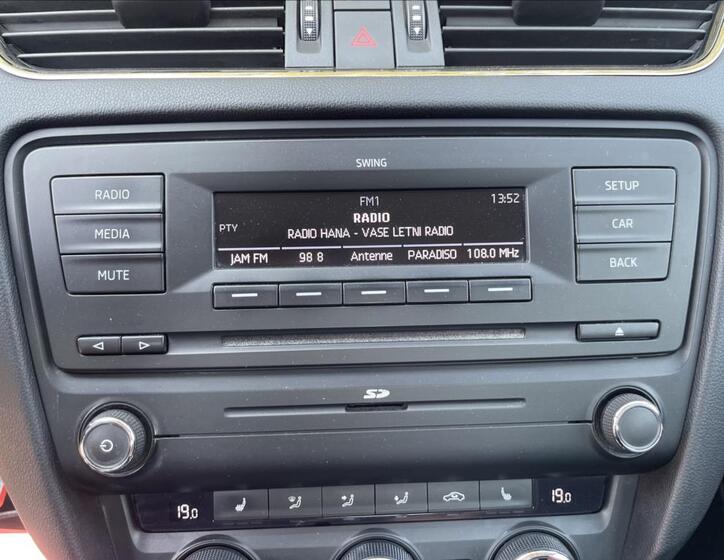 SWING
RADIO
MEDIA
MUTE
FM1 13:52
RADIO
PTY
RADIO HANA - VASE LETNI RADIO
JAM FM 98 8 Antenne PARADISO 108.0 MHz
SETUP
CAR
BACK
SD
19.0 19.0